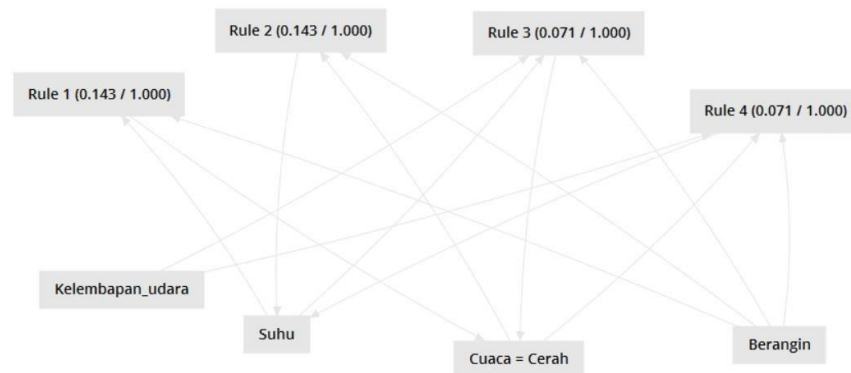 Rule 2 (0.143 / 1.000)
Rule 3 (0.071 / 1.000)
Rule 1 (0.143 / 1.000)
Rule 4 (0.071 / 1.000)
Kelembapan_udara
Suhu
Cuaca = Cerah
Berangin